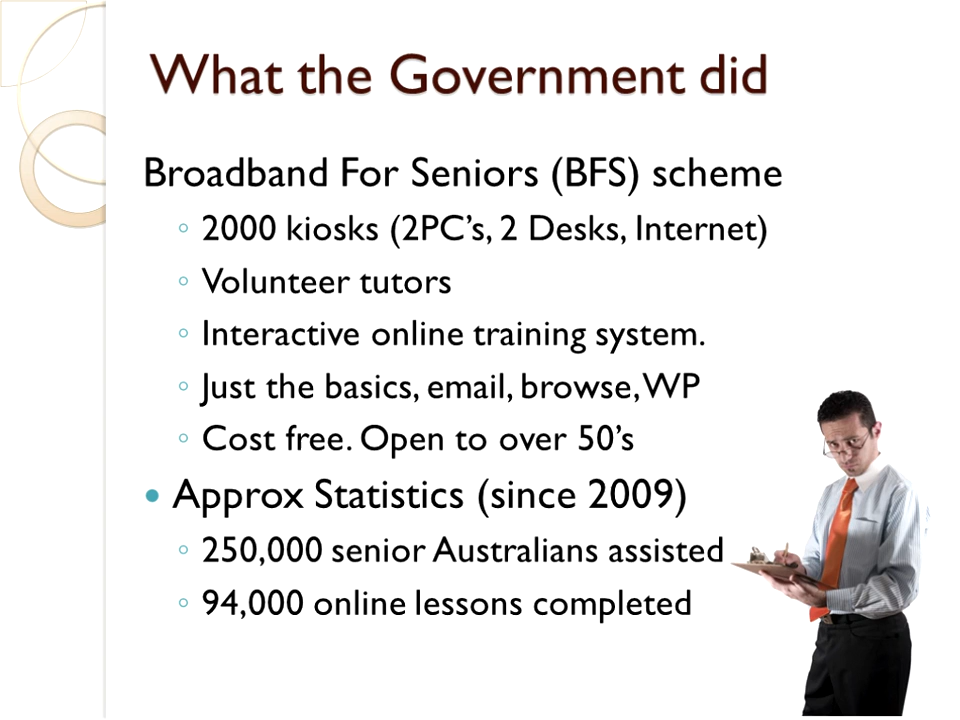 What the Government did
Broadband For Seniors (BFS) scheme
◦ 2000 kiosks (2PC’s, 2 Desks, Internet)
◦ Volunteer tutors
◦ Interactive online training system.
◦ Just the basics, email, browse, WP
◦ Cost free. Open to over 50’s
• Approx Statistics (since 2009)
◦ 250,000 senior Australians assisted
◦ 94,000 online lessons completed